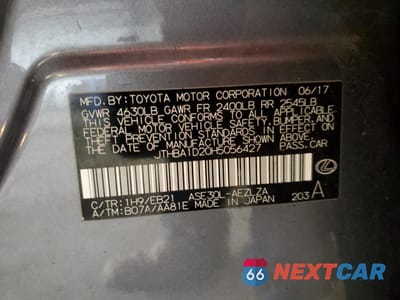 MFD. BY: TOYOTA MOTOR CORPORATION 06/17
GVWR 4630LB GAWR FR 2400LB RR 2545LB
THIS VEHICLE CONFORMS TO ALL APPLICABLE
FEDERAL MOTOR VEHICLE SAFETY, BUMPER, AND
THEFT PREVENTION STANDARDS IN EFFECT ON
THE DATE OF MANUFACTURE SHOWN ABOVE.
JTHBA1D20H5056427 PASS.CAR
C/TR: 1H9/EB21 ASE30L-AEZLZA
A/TM: B07A/AA81E MADE IN JAPAN 203 A
66 NEXTCAR